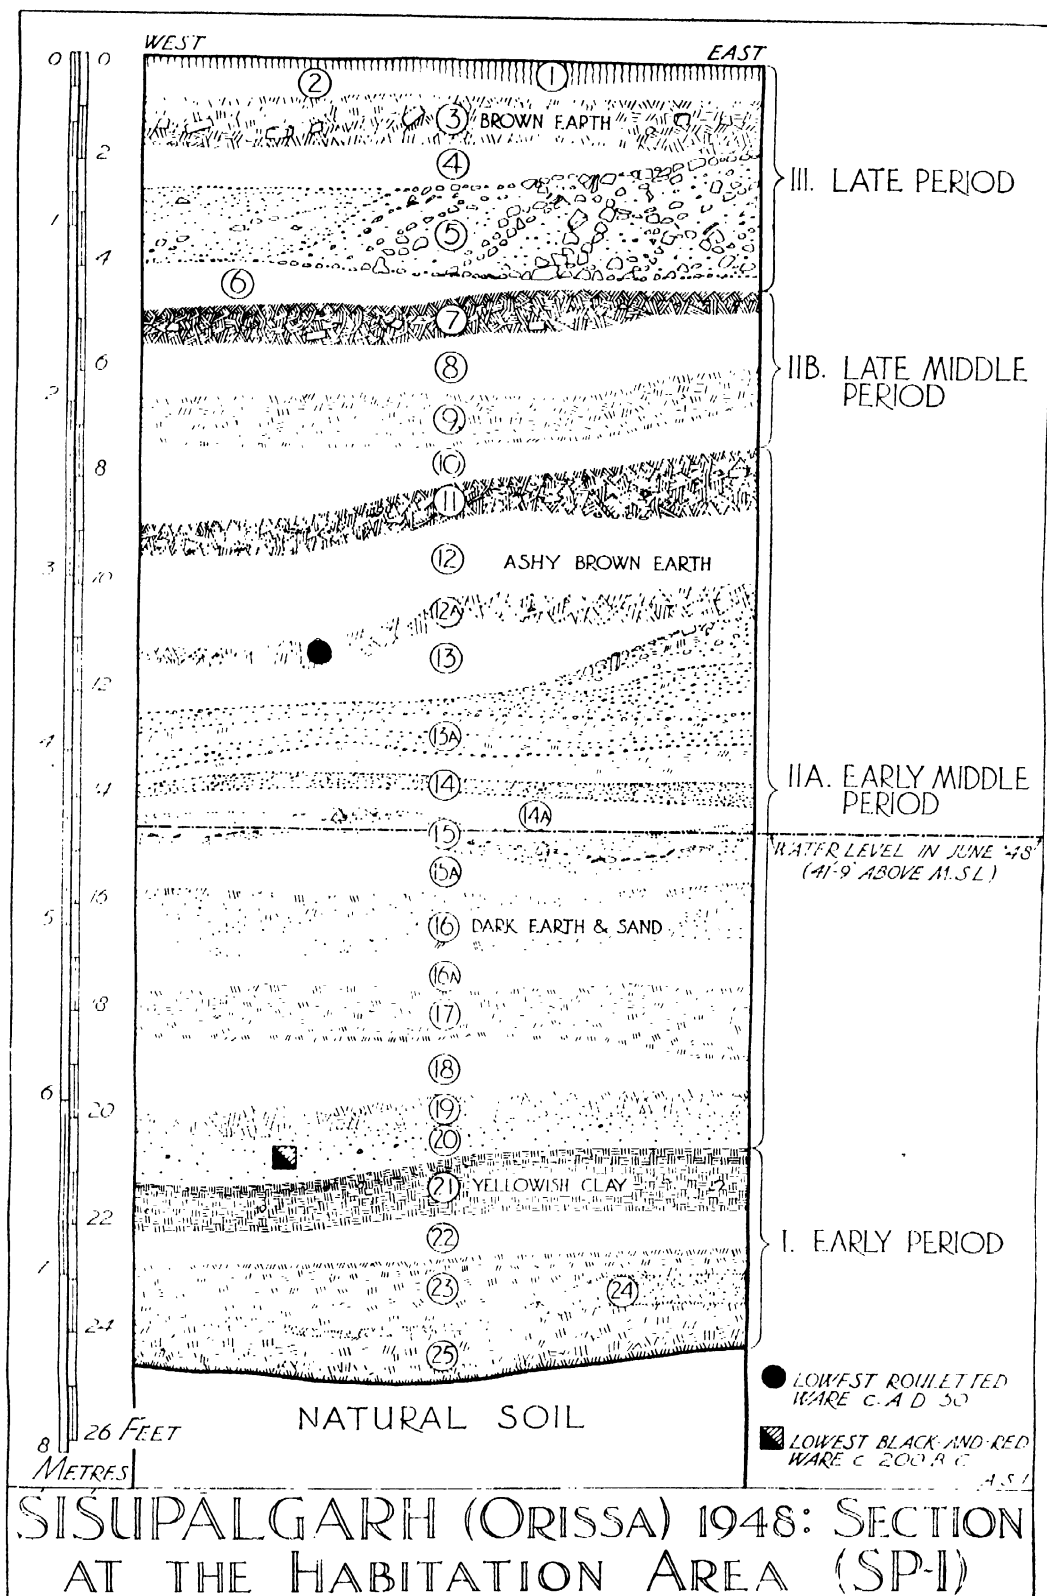 WEST
EAST
0 0
2
1
4
6
2
8
3 10
12
4
14
16
5
18
6
20
22
7
24
26 FEET
8
METRES
1
2
3 BROWN EARTH
4
5
6
7
8
9
10
11
12 ASHY BROWN EARTH
12A
13
13A
14
14A
15
15A
16 DARK EARTH & SAND
16A
17
18
19
20
21 YELLOWISH CLAY
22
23
24
25
NATURAL SOIL
III. LATE PERIOD
IIB. LATE MIDDLE
PERIOD
IIA. EARLY MIDDLE
PERIOD
WATER LEVEL IN JUNE '48'
(41'-9" ABOVE M.S.L)
I. EARLY PERIOD
LOWEST ROULETTED
WARE C. A D 50
LOWEST BLACK-AND-RED
WARE C 200 B C
A.S.I
SISUPALGARH (ORISSA) 1948: SECTION
AT THE HABITATION AREA (SP-I)